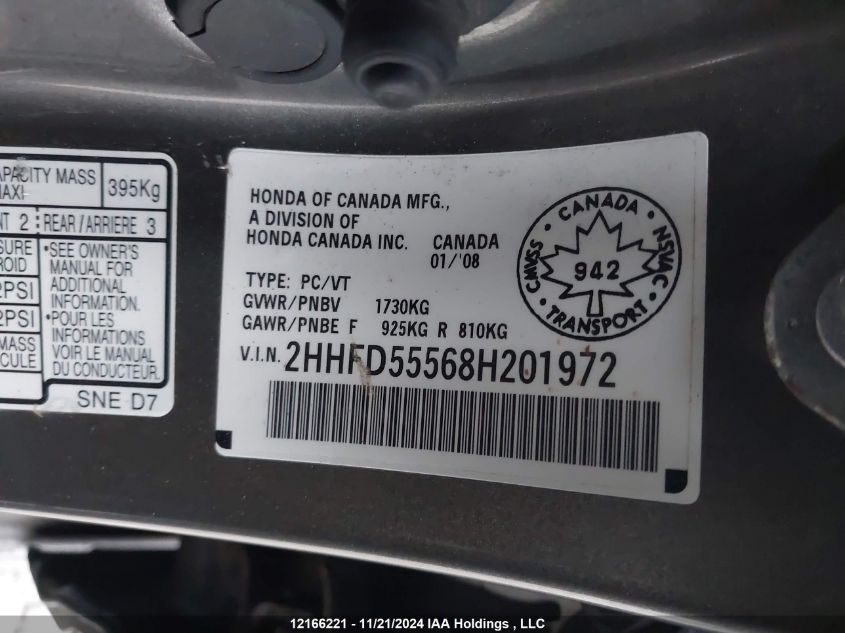 APACITY MASS
MAXI
395Kg
NT 2 REAR/ARRIERE 3
SURE
ROID
2PSI
2PSI
MASS
CULE
•SEE OWNER'S
MANUAL FOR
ADDITIONAL
INFORMATION.
•POUR LES
INFORMATIONS
VOIR LE MANUEL
DU CONDUCTEUR.
SNE D7
HONDA OF CANADA MFG.,
A DIVISION OF
HONDA CANADA INC. CANADA
01/'08
TYPE: PC/VT
GVWR/PNBV 1730KG
GAWR/PNBE F 925KG R 810KG
V.I.N. 2HHFD55568H201972
CANADA
CMVSS
942
NSVAC
TRANSPORT
12166221 - 11/21/2024 IAA Holdings , LLC